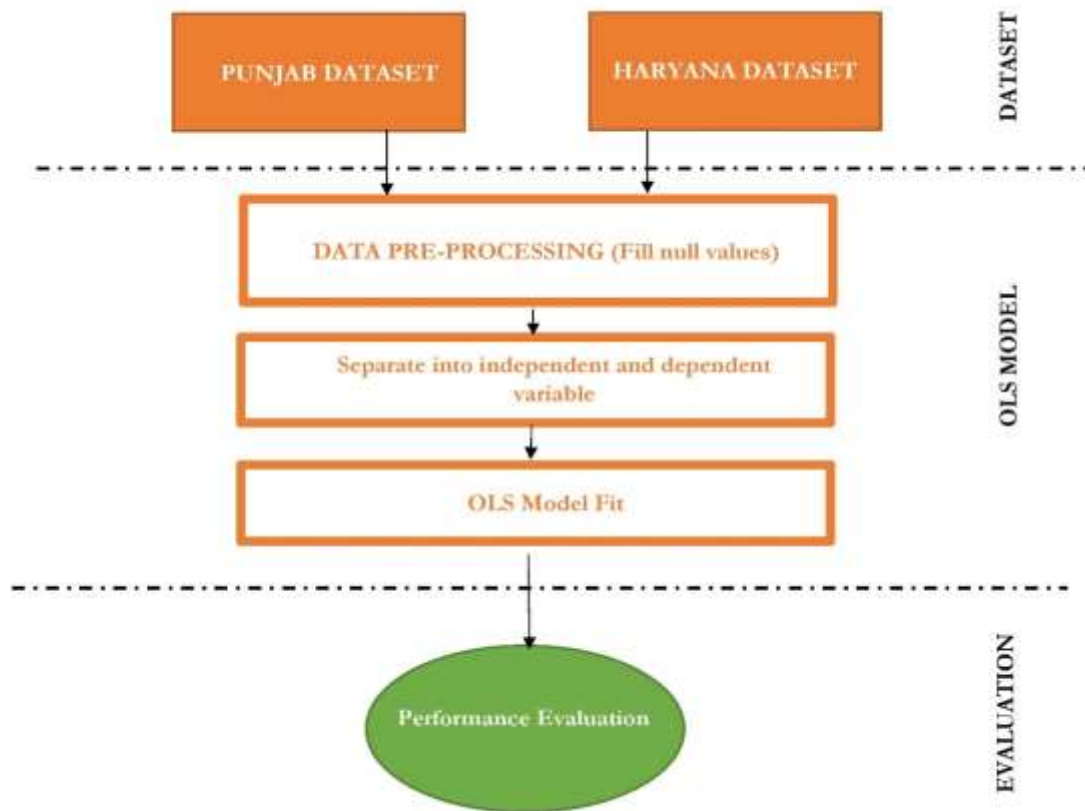 PUNJAB DATASET
HARYANA DATASET
DATASET
DATA PRE-PROCESSING (Fill null values)
Separate into independent and dependent
variable
OLS MODEL
OLS Model Fit
Performance Evaluation
EVALUATION